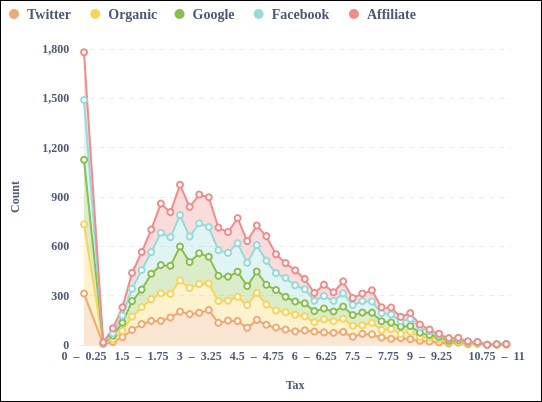 Twitter Organic Google Facebook Affiliate
1,800
1,500
1,200
900
600
300
0
Count
0 – 0.25 1.5 – 1.75 3 – 3.25 4.5 – 4.75 6 – 6.25 7.5 – 7.75 9 – 9.25 10.75 – 11
Tax